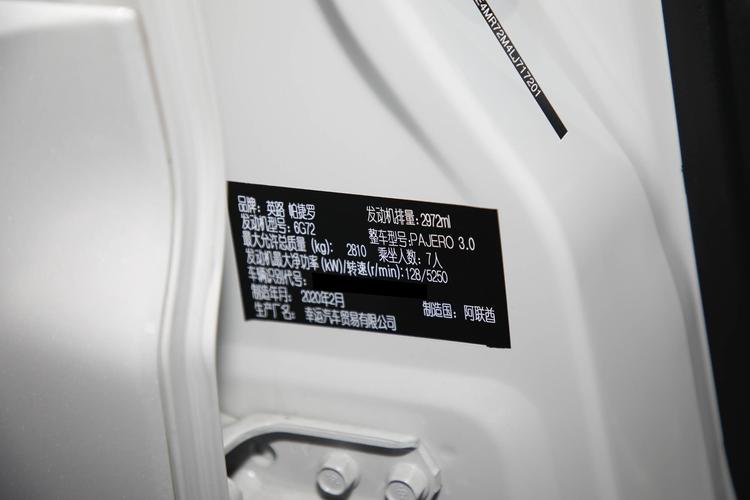 E4MR72M4LJ717201
品牌：英路 帕捷罗 发动机排量:2972ml
发动机型号: 6G72 整车型号:PAJERO 3.0
最大允许总质量 (kg): 2810 乘坐人数: 7人
发动机最大净功率(kW)/转速(r/min):128/5250
车辆识别代号:
制造年月: 2020年2月 制造国: 阿联酋
生产厂名: 幸运汽车贸易有限公司